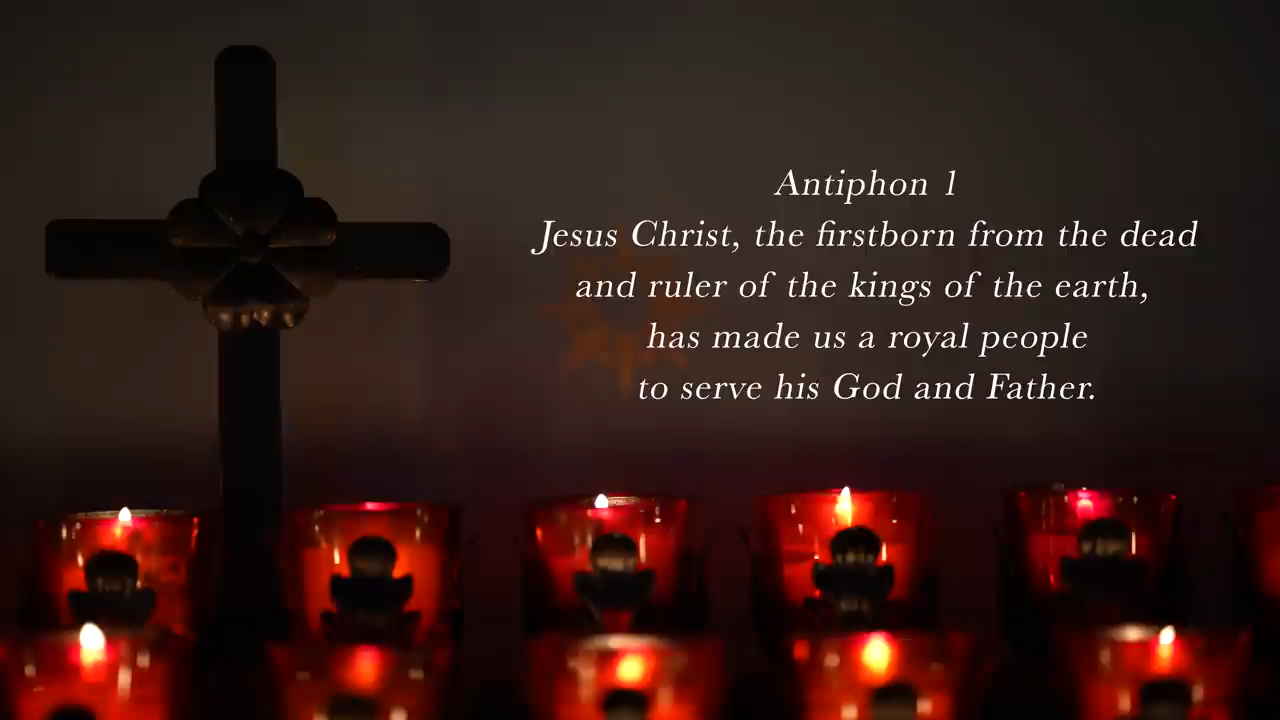 Antiphon 1
Jesus Christ, the firstborn from the dead
and ruler of the kings of the earth,
has made us a royal people
to serve his God and Father.